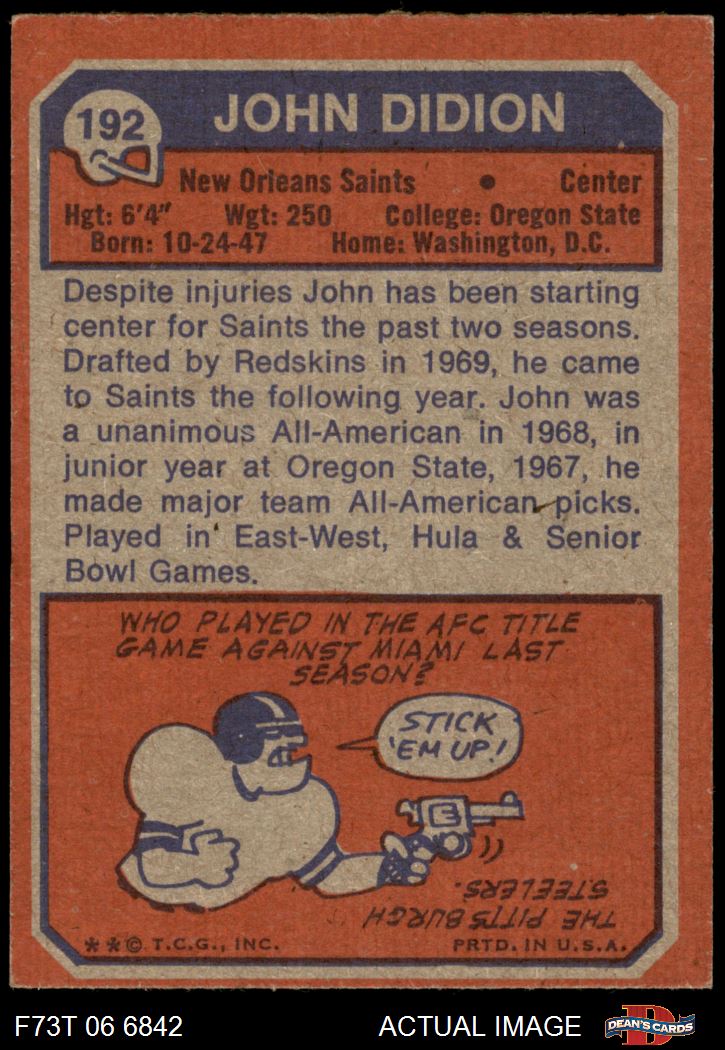 192
JOHN DIDION
New Orleans Saints • Center
Hgt: 6'4" Wgt: 250 College: Oregon State
Born: 10-24-47 Home: Washington, D.C.
Despite injuries John has been starting
center for Saints the past two seasons.
Drafted by Redskins in 1969, he came
to Saints the following year. John was
a unanimous All-American in 1968, in
junior year at Oregon State, 1967, he
made major team All-American picks.
Played in East-West, Hula & Senior
Bowl Games.
WHO PLAYED IN THE AFC TITLE
GAME AGAINST MIAMI LAST
SEASON?
STICK
'EM UP!
THE PITTSBURGH
STEELERS.
**© T.C.G., INC. PRTD. IN U.S.A.
F73T 06 6842 ACTUAL IMAGE
D
DEAN'S CARDS